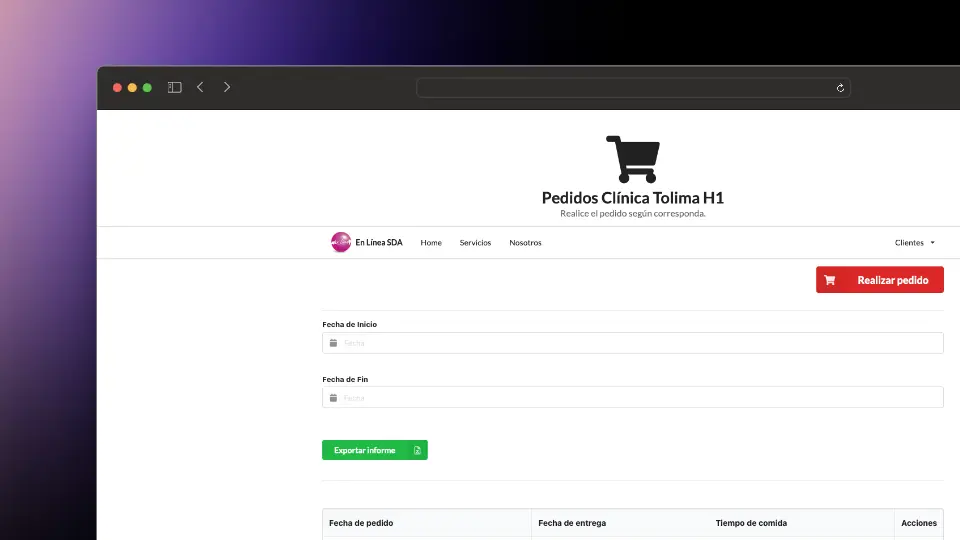 Pedidos Clínica Tolima H1
Realice el pedido según corresponda.
En Línea SDA Home Servicios Nosotros Clientes
Realizar pedido
Fecha de Inicio
Fecha
Fecha de Fin
Fecha
Exportar informe
Fecha de pedido Fecha de entrega Tiempo de comida Acciones